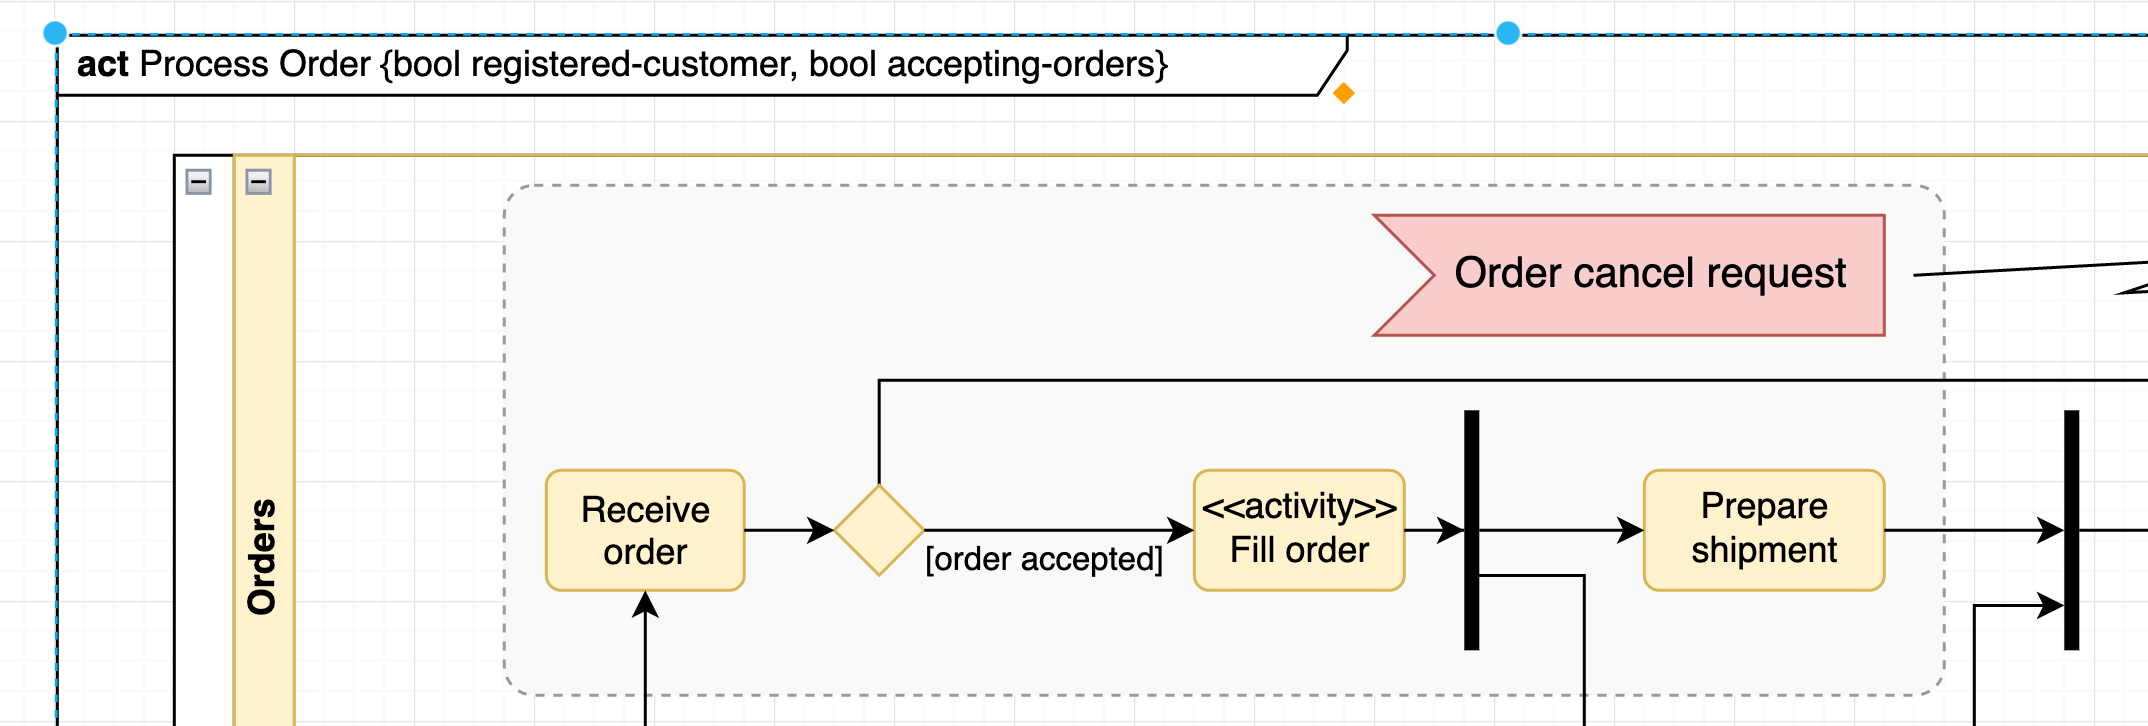 act Process Order {bool registered-customer, bool accepting-orders}
Order cancel request
Orders
Receive
order
[order accepted]
<<activity>>
Fill order
Prepare
shipment